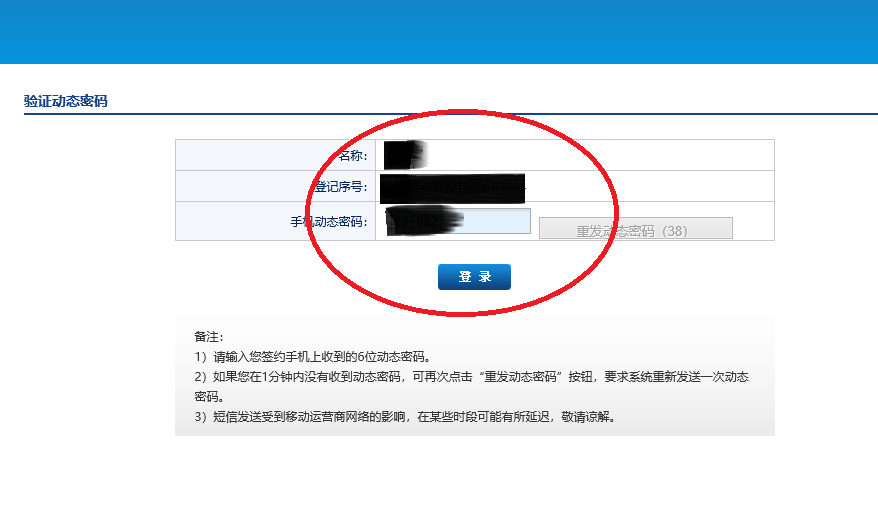 验证动态密码
名称：
登记序号：
手机动态密码：
重发动态密码（38）
登 录
备注：
1）请输入您签约手机上收到的6位动态密码。
2）如果您在1分钟内没有收到动态密码，可再次点击“重发动态密码”按钮，要求系统重新发送一次动态
密码。
3）短信发送受到移动运营商网络的影响，在某些时段可能有所延迟，敬请谅解。